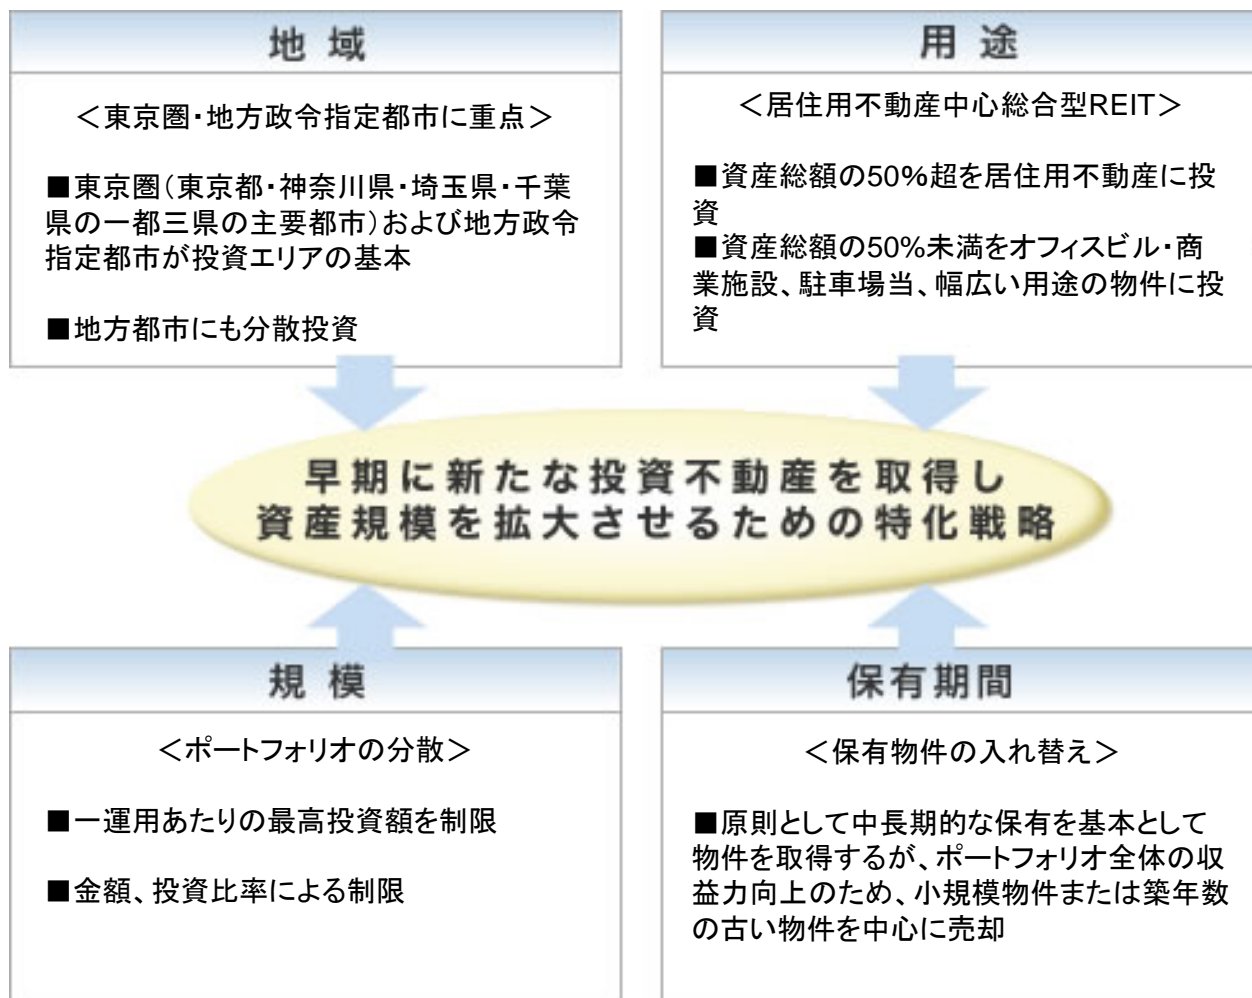 地域
＜東京圏・地方政令指定都市に重点＞
■東京圏（東京都・神奈川県・埼玉県・千葉
県の一都三県の主要都市）および地方政令
指定都市が投資エリアの基本
■地方都市にも分散投資
用途
＜居住用不動産中心総合型REIT＞
■資産総額の50％超を居住用不動産に投
資
■資産総額の50％未満をオフィスビル・商
業施設、駐車場当、幅広い用途の物件に投
資
早期に新たな投資不動産を取得し
資産規模を拡大させるための特化戦略
規模
＜ポートフォリオの分散＞
■一運用あたりの最高投資額を制限
■金額、投資比率による制限
保有期間
＜保有物件の入れ替え＞
■原則として中長期的な保有を基本として
物件を取得するが、ポートフォリオ全体の収
益力向上のため、小規模物件または築年数
の古い物件を中心に売却